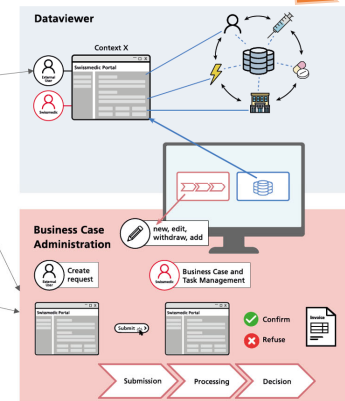 Dataviewer
Context X
Swissmedic Portal
External
User
Swissmedic
new, edit,
withdraw, add
Business Case
Administration
External
User
Create
request
Swissmedic
Business Case and
Task Management
Swissmedic Portal
Submit
Swissmedic Portal
Confirm
Refuse
Invoice
Submission
Processing
Decision